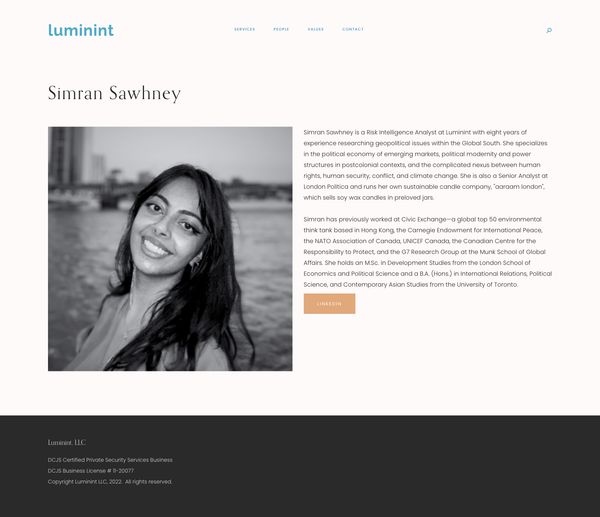 luminint
SERVICES PEOPLE VALUES CONTACT
Simran Sawhney
Simran Sawhney is a Risk Intelligence Analyst at Luminint with eight years of
experience researching geopolitical issues within the Global South. She specializes
in the political economy of emerging markets, political modernity and power
structures in postcolonial contexts, and the complicated nexus between human
rights, human security, conflict, and climate change. She is also a Senior Analyst at
London Politica and runs her own sustainable candle company, "aaraam london",
which sells soy wax candles in preloved jars.
Simran has previously worked at Civic Exchange—a global top 50 environmental
think tank based in Hong Kong, the Carnegie Endowment for International Peace,
the NATO Association of Canada, UNICEF Canada, the Canadian Centre for the
Responsibility to Protect, and the G7 Research Group at the Munk School of Global
Affairs. She holds an M.Sc. in Development Studies from the London School of
Economics and Political Science and a B.A. (Hons.) in International Relations, Political
Science, and Contemporary Asian Studies from the University of Toronto.
LINKEDIN
Luminint, LLC
DCJS Certified Private Security Services Business
DCJS Business License # 11-20077
Copyright Luminint LLC, 2022. All rights reserved.